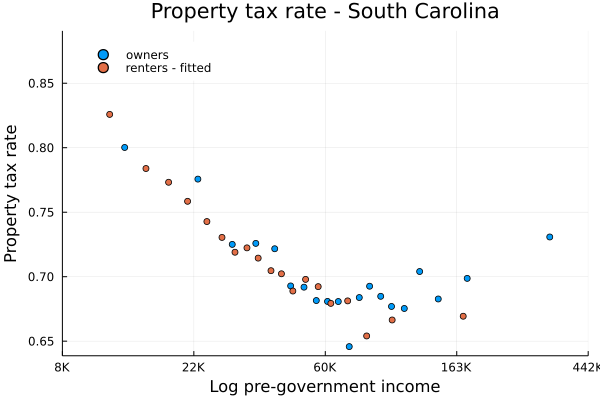 Property tax rate - South Carolina
owners
renters - fitted
0.85
0.80
0.75
0.70
0.65
Property tax rate
8K 22K 60K 163K 442K
Log pre-government income